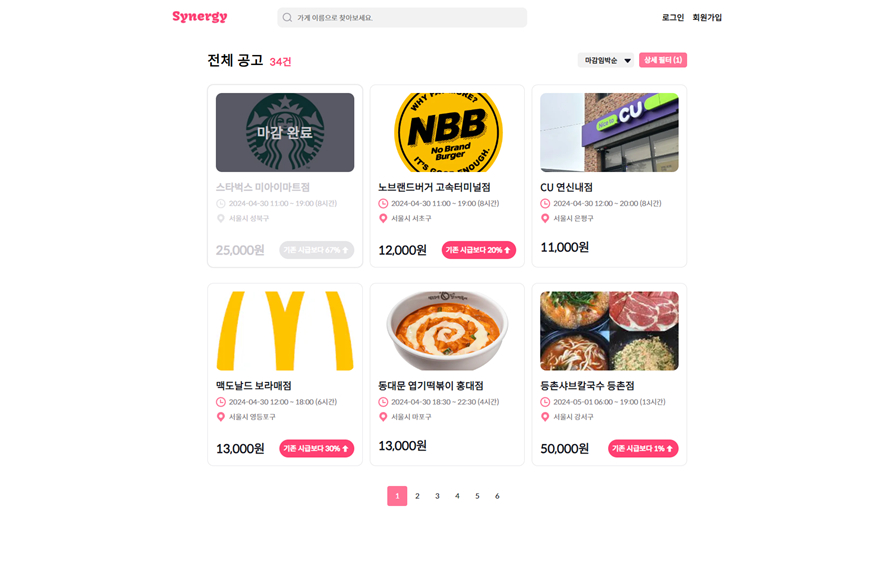 Synergy
가게 이름으로 찾아보세요.
로그인 회원가입
전체 공고 34건
마감임박순
상세 필터 (1)
마감 완료
스타벅스 미아이마트점
2024-04-30 11:00 ~ 19:00 (8시간)
서울시 성북구
25,000원
기존 시급보다 67%
WHY PAY MORE?
NBB
No Brand
Burger
IT'S GOOD ENOUGH.
노브랜드버거 고속터미널점
2024-04-30 11:00 ~ 19:00 (8시간)
서울시 서초구
12,000원
기존 시급보다 20%
CU
CU 연신내점
2024-04-30 12:00 ~ 20:00 (8시간)
서울시 은평구
11,000원
맥도날드 보라매점
2024-04-30 12:00 ~ 18:00 (6시간)
서울시 영등포구
13,000원
기존 시급보다 30%
동대문 엽기떡볶이 홍대점
2024-04-30 18:30 ~ 22:30 (4시간)
서울시 마포구
13,000원
등촌샤브칼국수 등촌점
2024-05-01 06:00 ~ 19:00 (13시간)
서울시 강서구
50,000원
기존 시급보다 1%
1 2 3 4 5 6